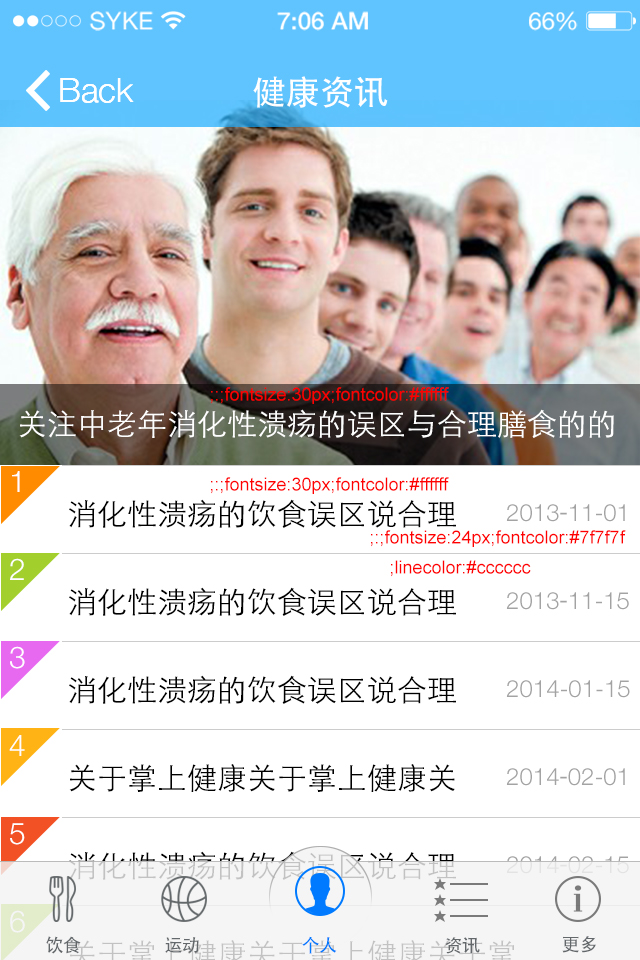 SYKE 7:06 AM 66%
Back 健康资讯
;:;fontsize:30px;fontcolor:#ffffff
关注中老年消化性溃疡的误区与合理膳食的的
;:;fontsize:30px;fontcolor:#ffffff
1 消化性溃疡的饮食误区说合理 2013-11-01
;:;fontsize:24px;fontcolor:#7f7f7f
;linecolor:#cccccc
2 消化性溃疡的饮食误区说合理 2013-11-15
3 消化性溃疡的饮食误区说合理 2014-01-15
4 关于掌上健康关于掌上健康关 2014-02-01
5 消化性溃疡的饮食误区说合理 2014-02-15
6 关于掌上健康关于掌上健康关于掌
饮食 运动 个人 资讯 更多